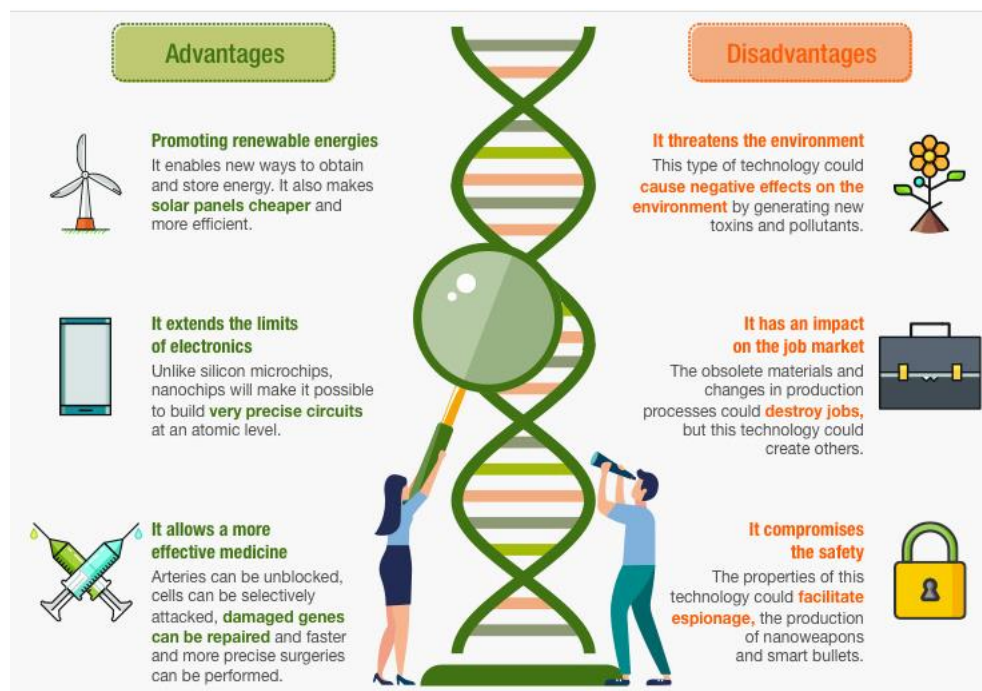 Advantages
Promoting renewable energies
It enables new ways to obtain
and store energy. It also makes
solar panels cheaper and
more efficient.
It extends the limits
of electronics
Unlike silicon microchips,
nanochips will make it possible
to build very precise circuits
at an atomic level.
It allows a more
effective medicine
Arteries can be unblocked,
cells can be selectively
attacked, damaged genes
can be repaired and faster
and more precise surgeries
can be performed.
Disadvantages
It threatens the environment
This type of technology could
cause negative effects on the
environment by generating new
toxins and pollutants.
It has an impact
on the job market
The obsolete materials and
changes in production
processes could destroy jobs,
but this technology could
create others.
It compromises
the safety
The properties of this
technology could facilitate
espionage, the production
of nanoweapons
and smart bullets.